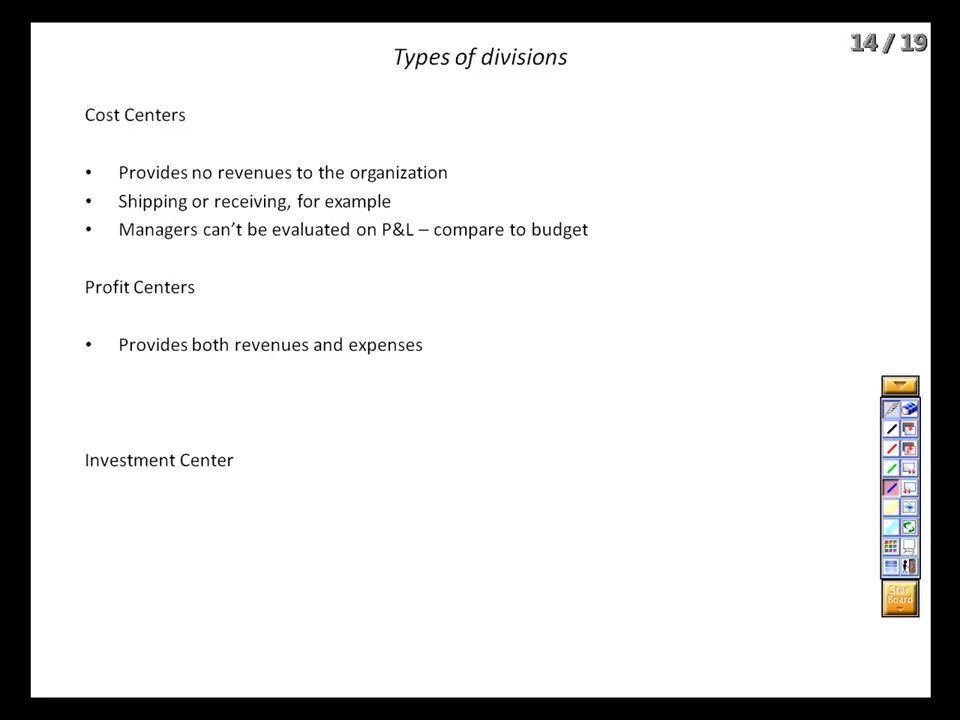 14 / 19
Types of divisions
Cost Centers
• Provides no revenues to the organization
• Shipping or receiving, for example
• Managers can’t be evaluated on P&L – compare to budget
Profit Centers
• Provides both revenues and expenses
Investment Center
Star
Board